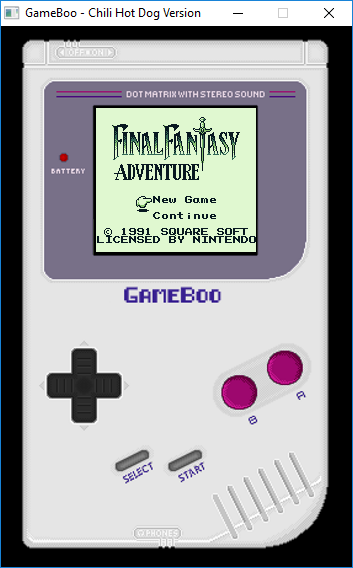 GameBoo - Chili Hot Dog Version
DOT MATRIX WITH STEREO SOUND
BATTERY
FINAL FANTASY
ADVENTURE
New Game
Continue
© 1991 SQUARE SOFT
LICENSED BY NINTENDO
GAMEBOO
B A
SELECT START
PHONES